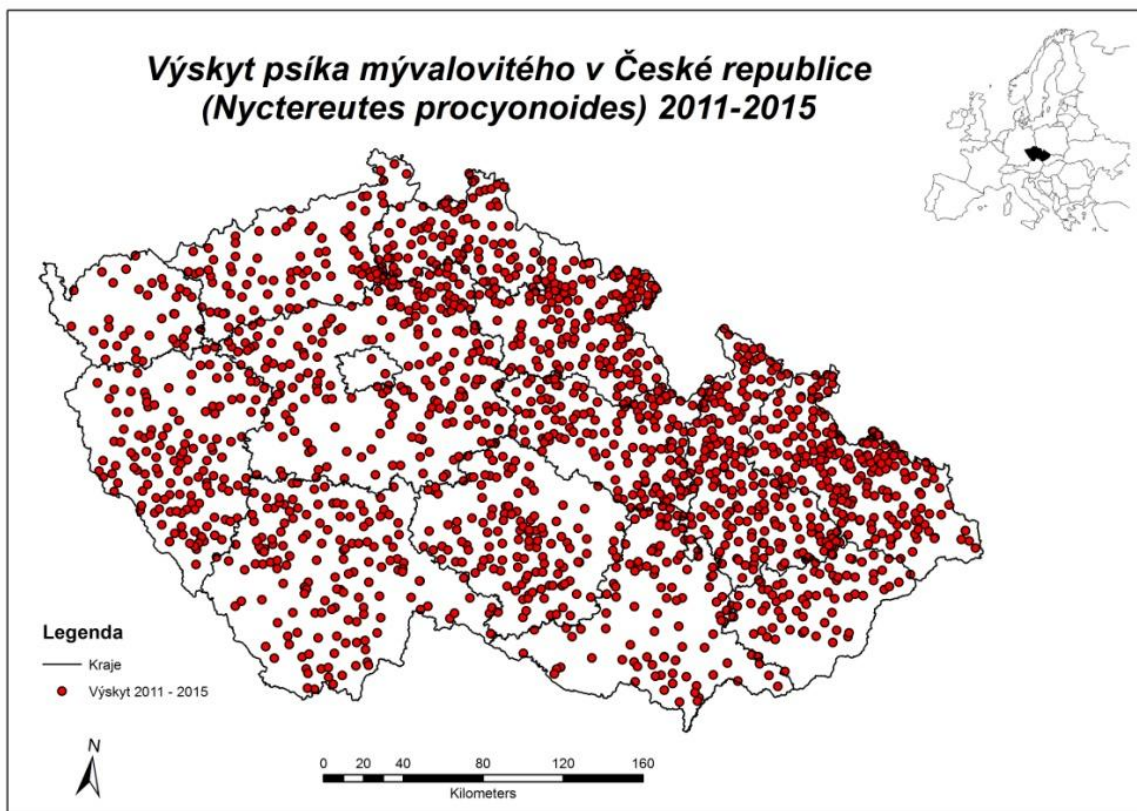 Výskyt psíka mývalovitého v České republice
(Nyctereutes procyonoides) 2011-2015
Legenda
Kraje
Výskyt 2011 - 2015
N
0 20 40 80 120 160
Kilometers